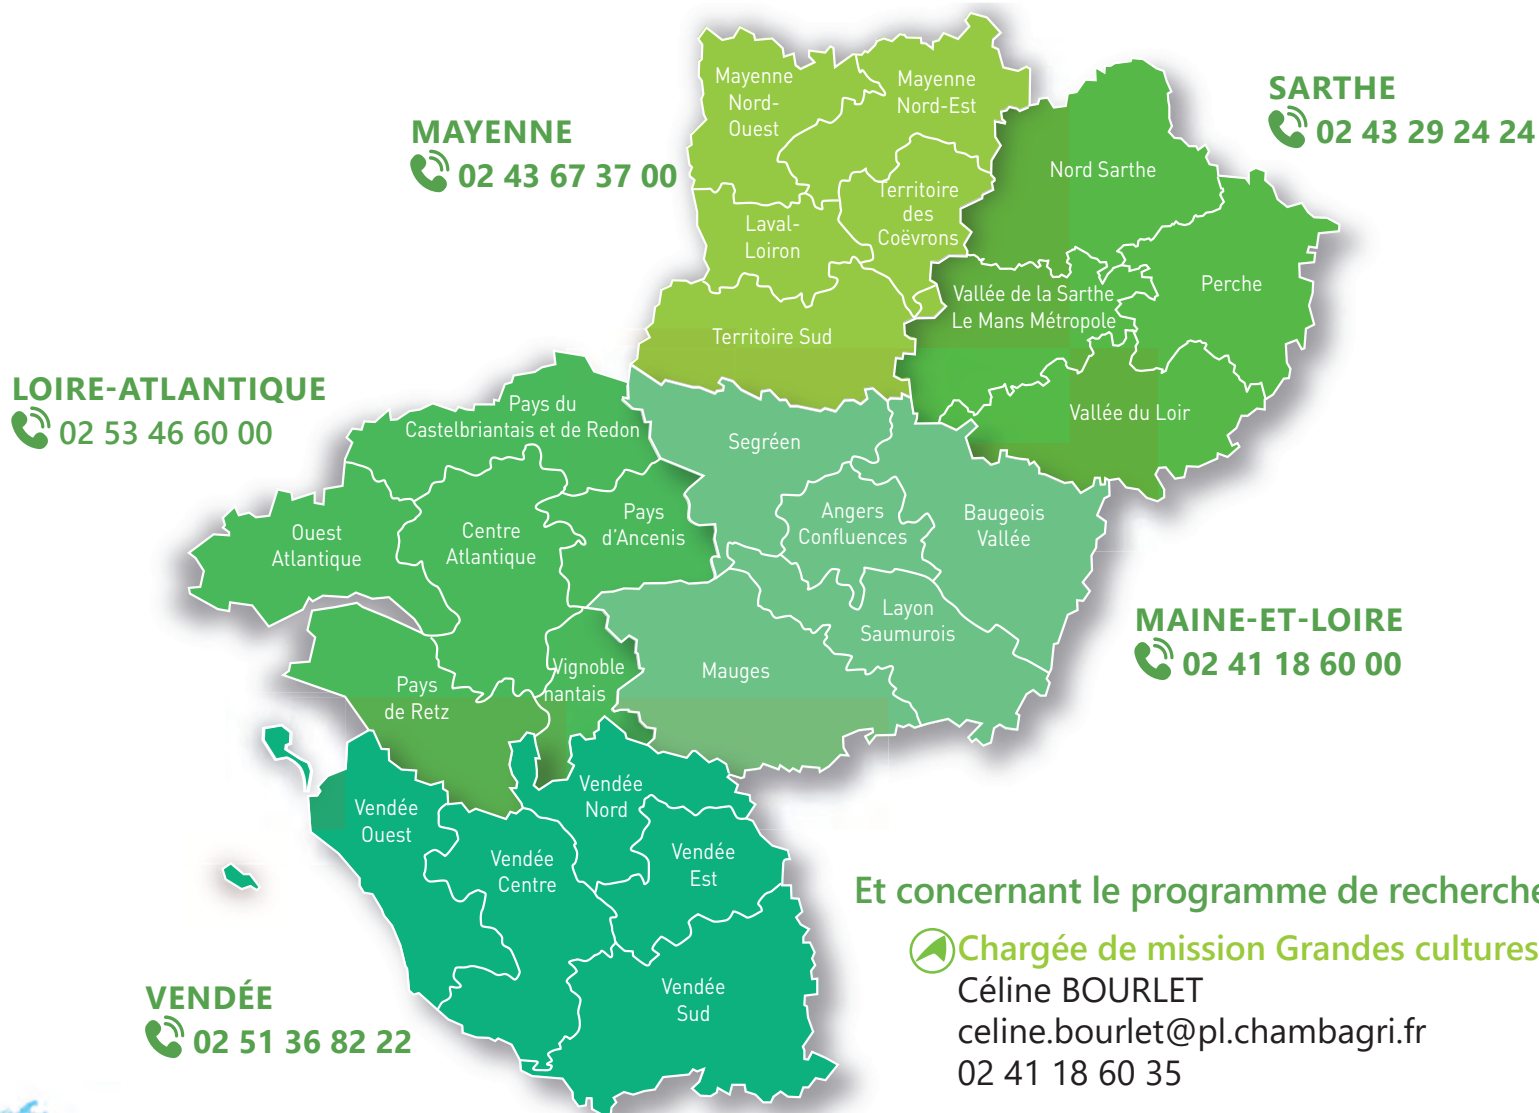 MAYENNE
02 43 67 37 00
SARTHE
02 43 29 24 24
LOIRE-ATLANTIQUE
02 53 46 60 00
MAINE-ET-LOIRE
02 41 18 60 00
VENDÉE
02 51 36 82 22
Mayenne
Nord-
Ouest
Mayenne
Nord-Est
Territoire
des
Coëvrons
Laval-
Loiron
Territoire Sud
Nord Sarthe
Perche
Vallée de la Sarthe
Le Mans Métropole
Vallée du Loir
Pays du
Castelbriantais et de Redon
Ouest
Atlantique
Centre
Atlantique
Pays
d'Ancenis
Pays
de Retz
Vignoble
nantais
Segréen
Angers
Confluences
Baugeois
Vallée
Layon
Saumurois
Mauges
Vendée
Ouest
Vendée
Nord
Vendée
Centre
Vendée
Est
Vendée
Sud
Et concernant le programme de recherche
Chargée de mission Grandes cultures
Céline BOURLET
celine.bourlet@pl.chambagri.fr
02 41 18 60 35